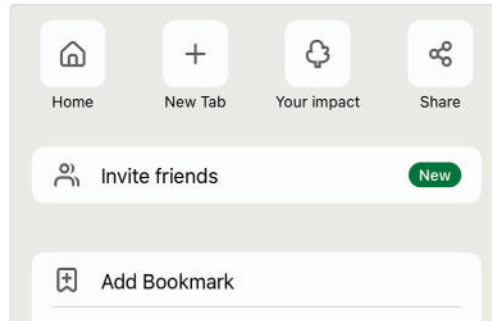 Home New Tab Your impact Share
Invite friends New
Add Bookmark